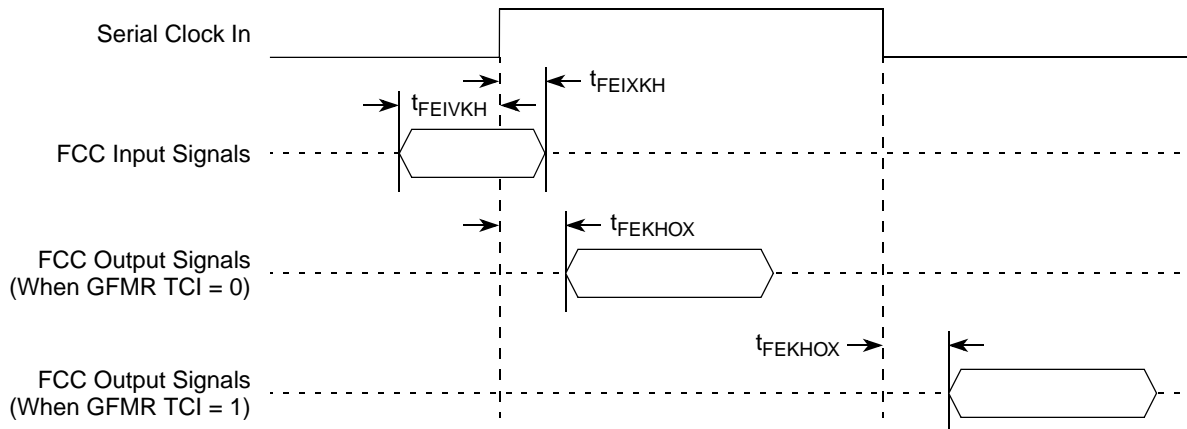 Serial Clock In
tFEIXKH
tFEIVKH
FCC Input Signals
tFEKHOX
FCC Output Signals
(When GFMR TCI = 0)
tFEKHOX
FCC Output Signals
(When GFMR TCI = 1)